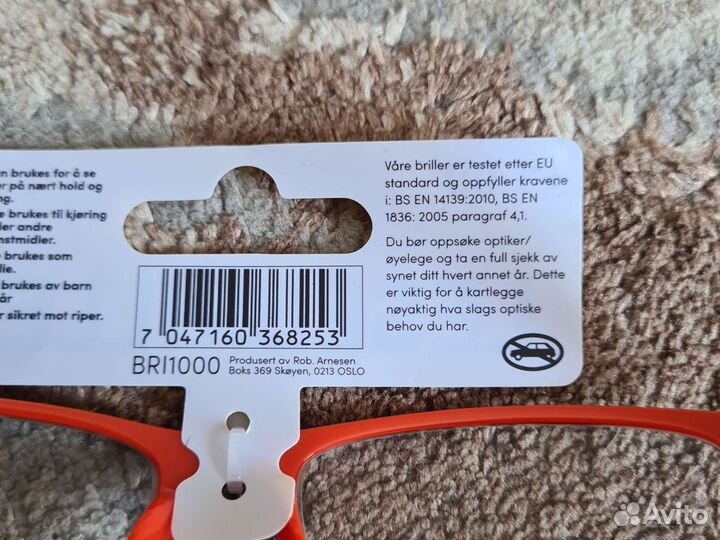 brukes for å se
på nært hold og
brukes til kjøring
andre
brukes som
brukes av barn
år
sikret mot riper.
Våre briller er testet etter EU
standard og oppfyller kravene
i: BS EN 14139:2010, BS EN
1836: 2005 paragraf 4,1.
Du bør oppsøke optiker/
øyelege og ta en full sjekk av
synet ditt hvert annet år. Dette
er viktig for å kartlegge
nøyaktig hva slags optiske
behov du har.
7 047160 368253
BRI1000 Produsert av Rob. Arnesen
Boks 369 Skøyen, 0213 OSLO
Avito